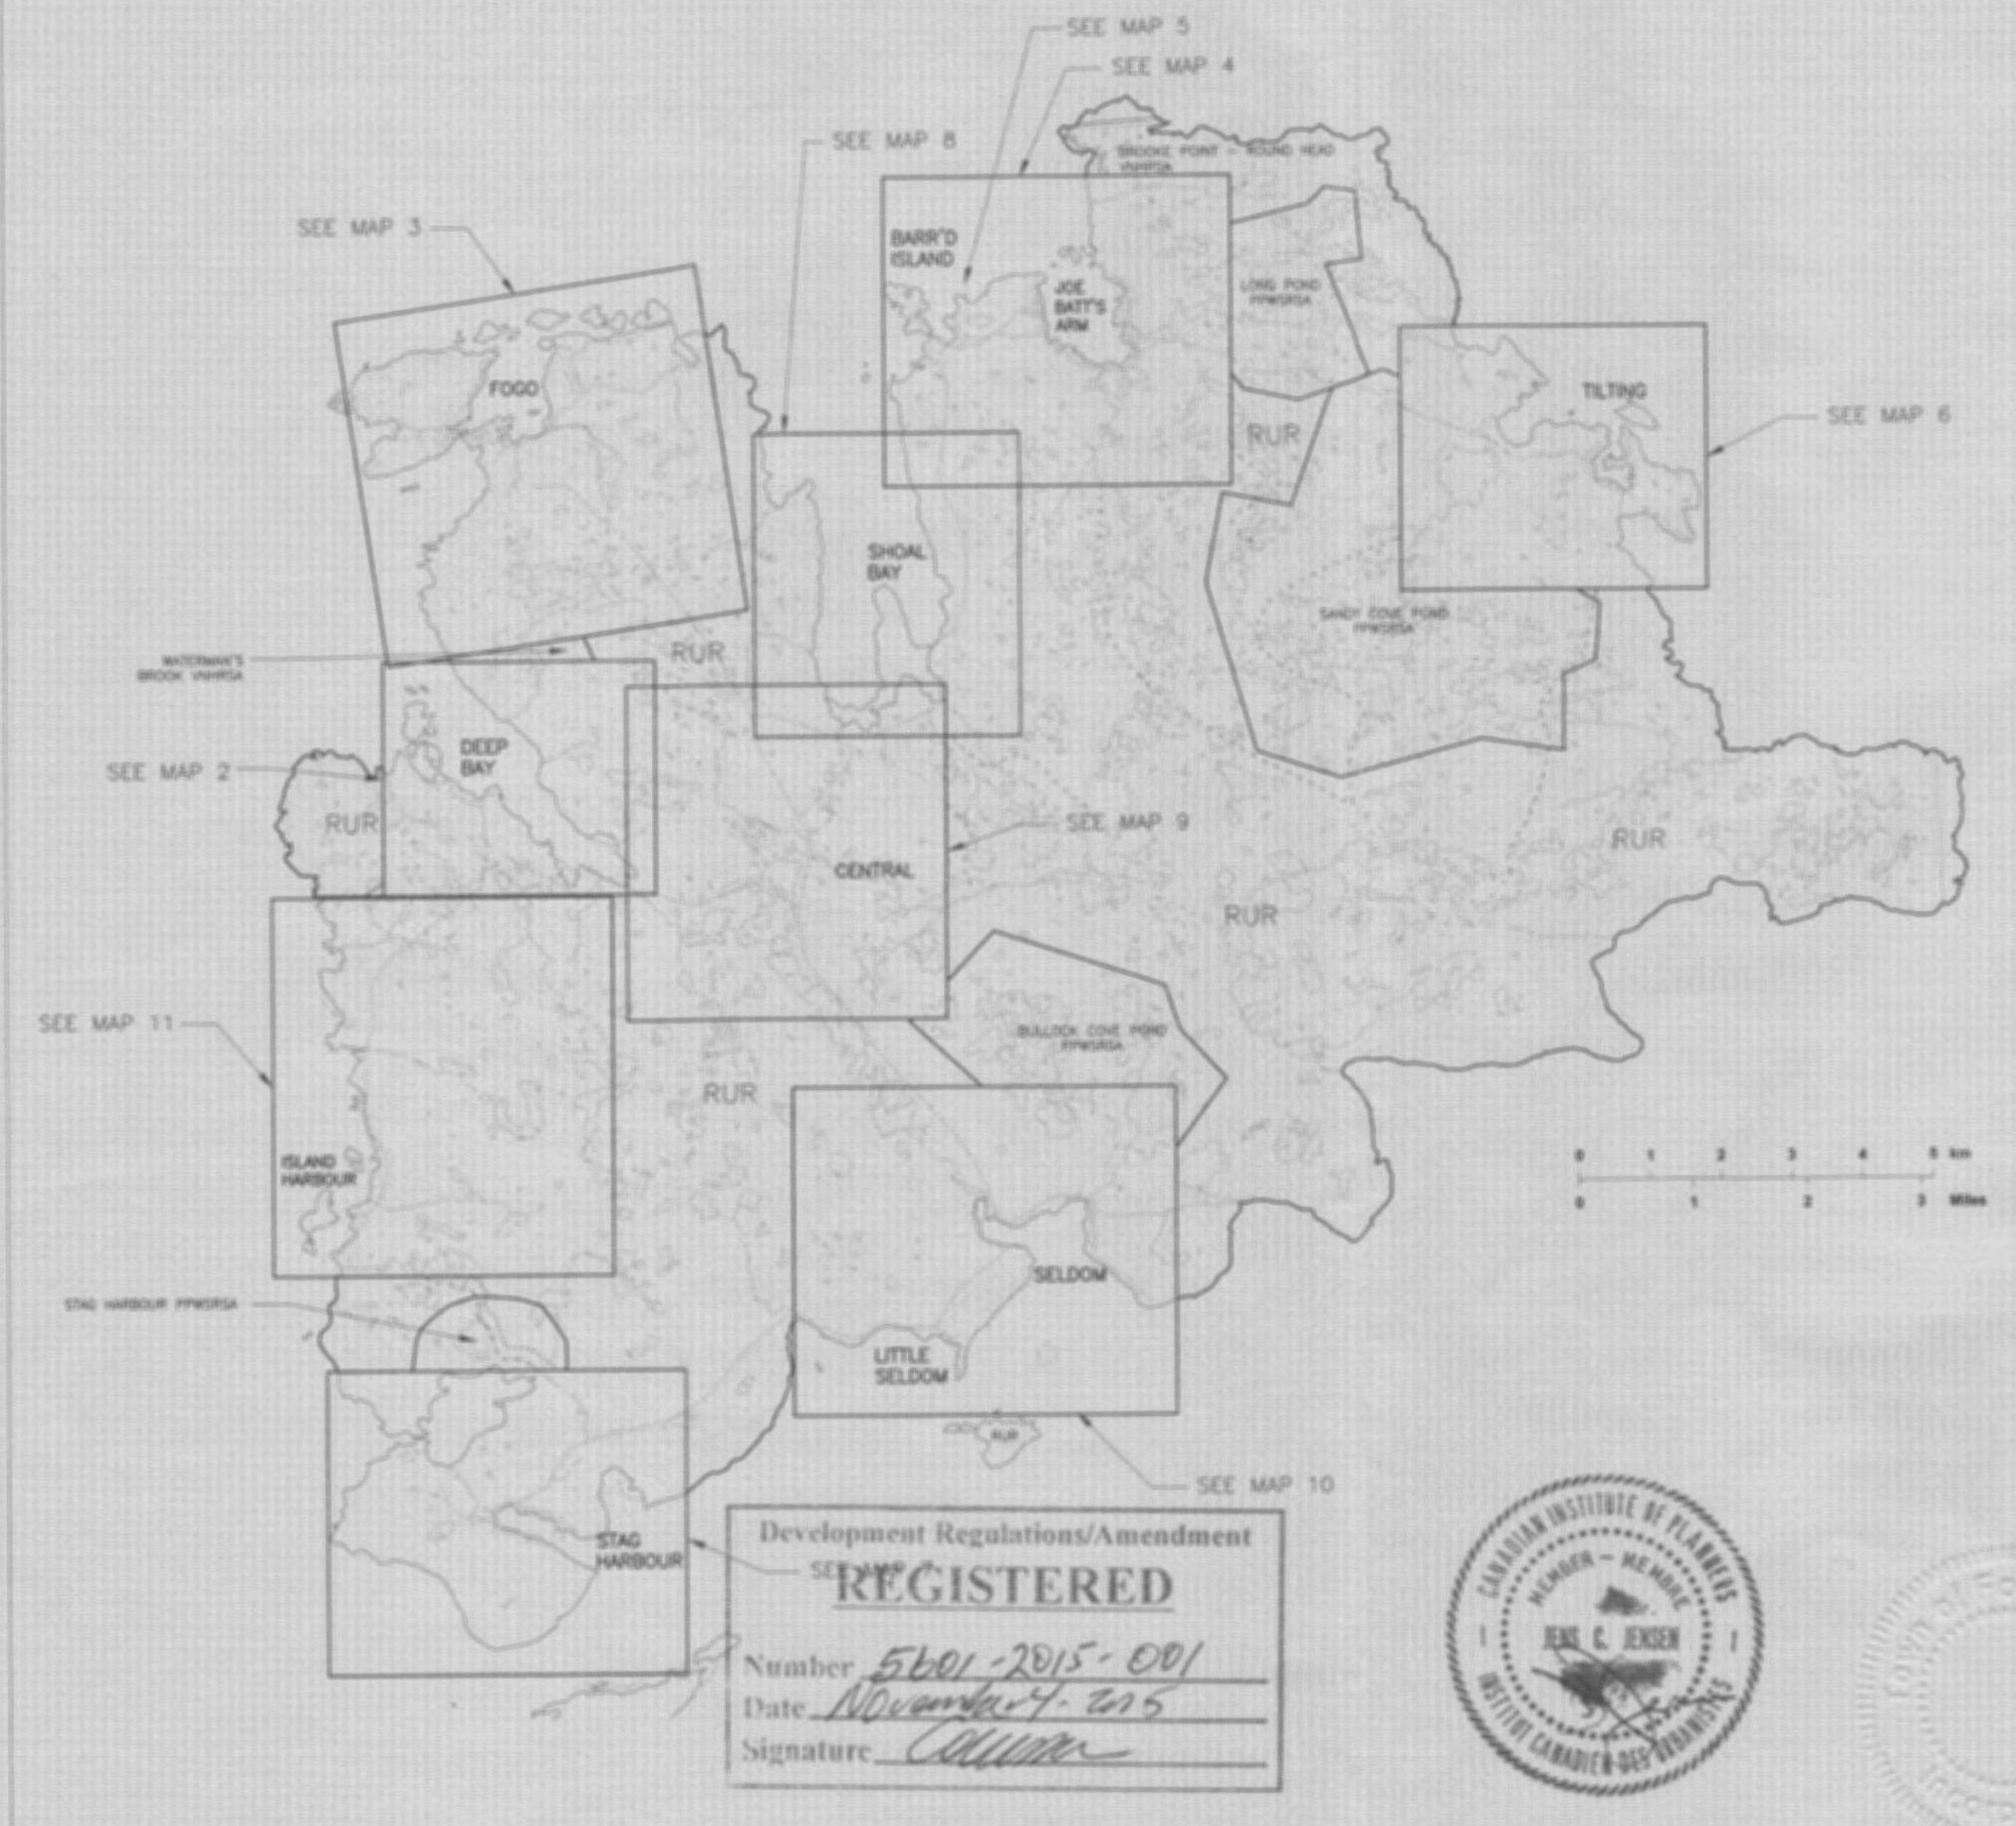 SEE MAP 5
SEE MAP 4
SEE MAP 8
BROOKE POINT - ROUND HEAD
VNHRSA
SEE MAP 3
BARR'D
ISLAND
JOE
BATT'S
ARM
LONG POND
PPWSRSA
FOGO
TILTING
SEE MAP 6
RUR
SHOAL
BAY
SANDY COVE POND
PPWSRSA
WATERMAN'S
BROOK VNHRSA
RUR
DEEP
BAY
SEE MAP 2
RUR
SEE MAP 9
RUR
CENTRAL
RUR
SEE MAP 11
BULLOCK COVE POND
PPWSRSA
RUR
ISLAND
HARBOUR
0 1 2 3 4 5 km
0 1 2 3 Miles
SELDOM
STAG HARBOUR PPWSRSA
LITTLE
SELDOM
RUR
SEE MAP 10
STAG
HARBOUR
SEE MAP 7
Development Regulations/Amendment
REGISTERED
Number 5601-2015-001
Date November 4-2015
Signature
CANADIAN INSTITUTE OF PLANNERS
MEMBER - MEMBRE
JENS C. JENSEN
INSTITUT CANADIEN DES URBANISTES